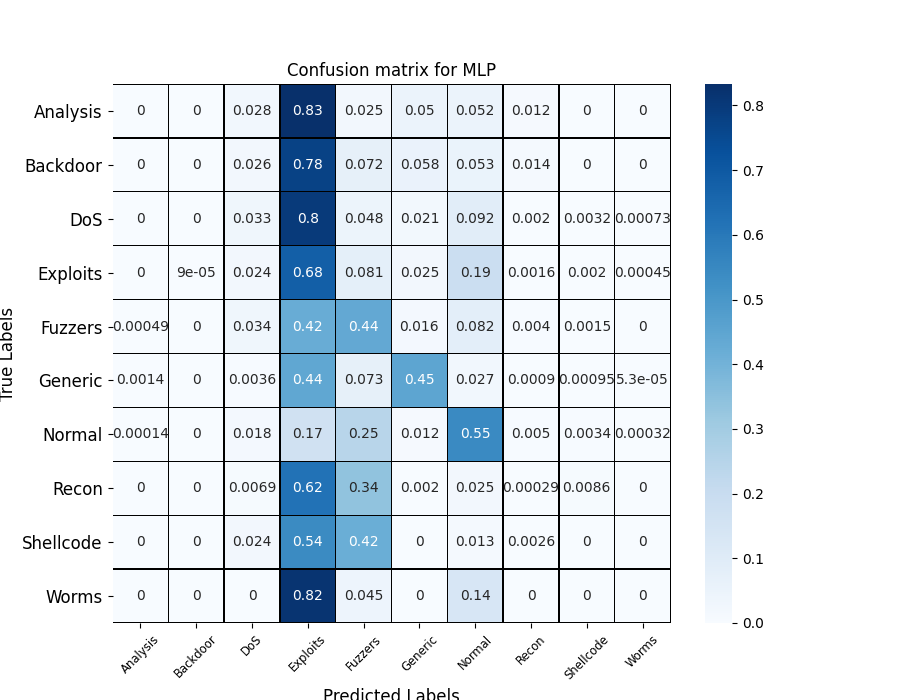 Confusion matrix for MLP
Analysis 0 0 0.028 0.83 0.025 0.05 0.052 0.012 0 0
Backdoor 0 0 0.026 0.78 0.072 0.058 0.053 0.014 0 0
DoS 0 0 0.033 0.8 0.048 0.021 0.092 0.002 0.0032 0.00073
Exploits 0 9e-05 0.024 0.68 0.081 0.025 0.19 0.0016 0.002 0.00045
Fuzzers 0.00049 0 0.034 0.42 0.44 0.016 0.082 0.004 0.0015 0
Generic 0.0014 0 0.0036 0.44 0.073 0.45 0.027 0.0009 0.00095 5.3e-05
Normal 0.00014 0 0.018 0.17 0.25 0.012 0.55 0.005 0.0034 0.00032
Recon 0 0 0.0069 0.62 0.34 0.002 0.025 0.00029 0.0086 0
Shellcode 0 0 0.024 0.54 0.42 0 0.013 0.0026 0 0
Worms 0 0 0 0.82 0.045 0 0.14 0 0 0
Analysis Backdoor DoS Exploits Fuzzers Generic Normal Recon Shellcode Worms
Predicted Labels
True Labels
0.8
0.7
0.6
0.5
0.4
0.3
0.2
0.1
0.0